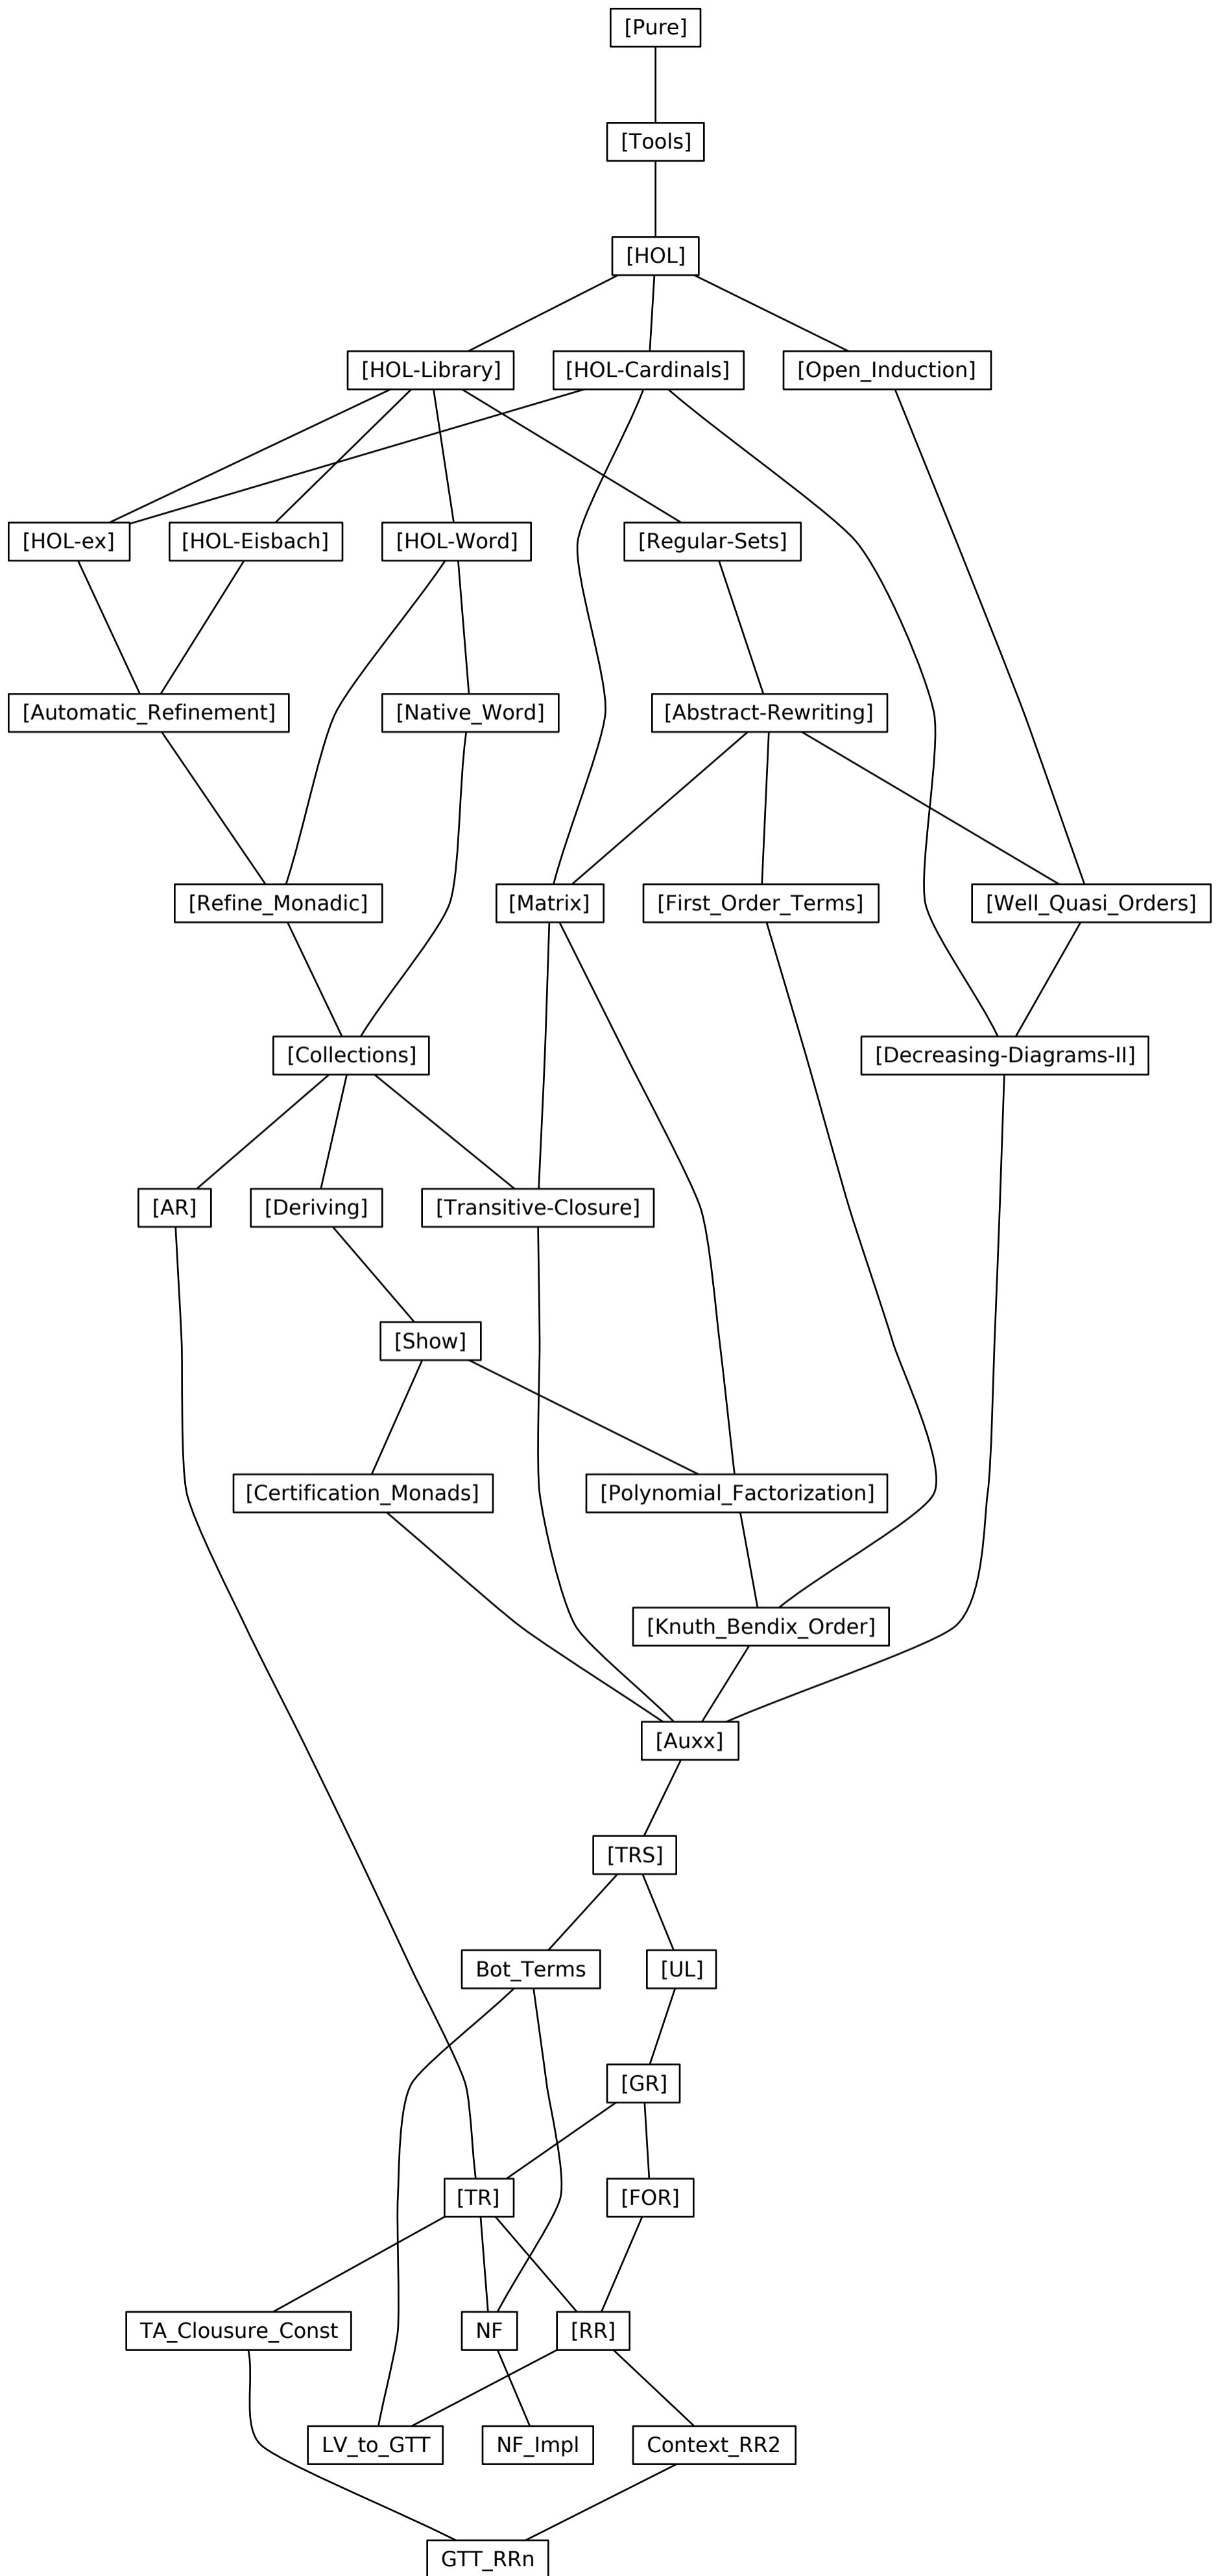 [Pure]
[Tools]
[HOL]
[HOL-Library]
[HOL-Cardinals]
[Open_Induction]
[HOL-ex]
[HOL-Eisbach]
[HOL-Word]
[Regular-Sets]
[Automatic_Refinement]
[Native_Word]
[Abstract-Rewriting]
[Refine_Monadic]
[Matrix]
[First_Order_Terms]
[Well_Quasi_Orders]
[Collections]
[Decreasing-Diagrams-II]
[AR]
[Deriving]
[Transitive-Closure]
[Show]
[Certification_Monads]
[Polynomial_Factorization]
[Knuth_Bendix_Order]
[Auxx]
[TRS]
Bot_Terms
[UL]
[GR]
[TR]
[FOR]
TA_Clousure_Const
NF
[RR]
LV_to_GTT
NF_Impl
Context_RR2
GTT_RRn